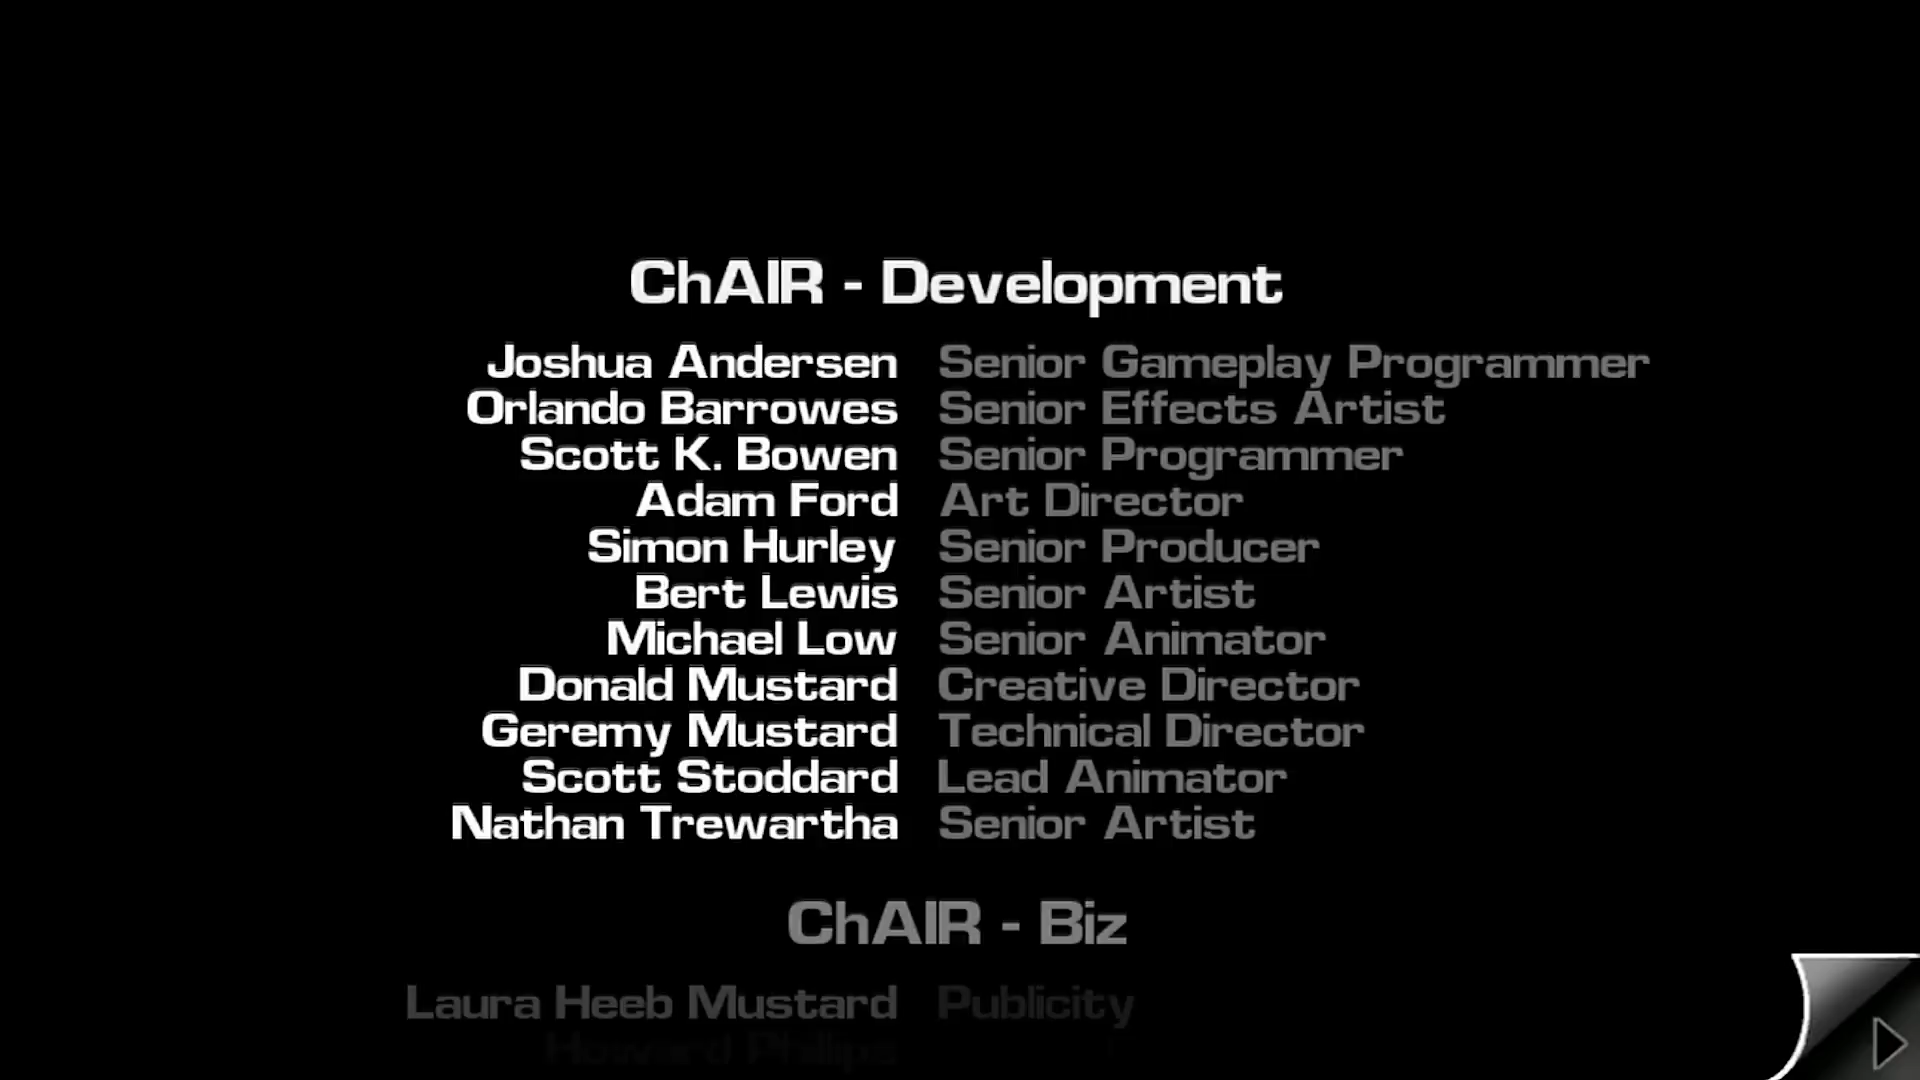 ChAIR - Development
Joshua Andersen Senior Gameplay Programmer
Orlando Barrowes Senior Effects Artist
Scott K. Bowen Senior Programmer
Adam Ford Art Director
Simon Hurley Senior Producer
Bert Lewis Senior Artist
Michael Low Senior Animator
Donald Mustard Creative Director
Geremy Mustard Technical Director
Scott Stoddard Lead Animator
Nathan Trewartha Senior Artist
ChAIR - Biz
Laura Heeb Mustard Publicity
Howard Phillips